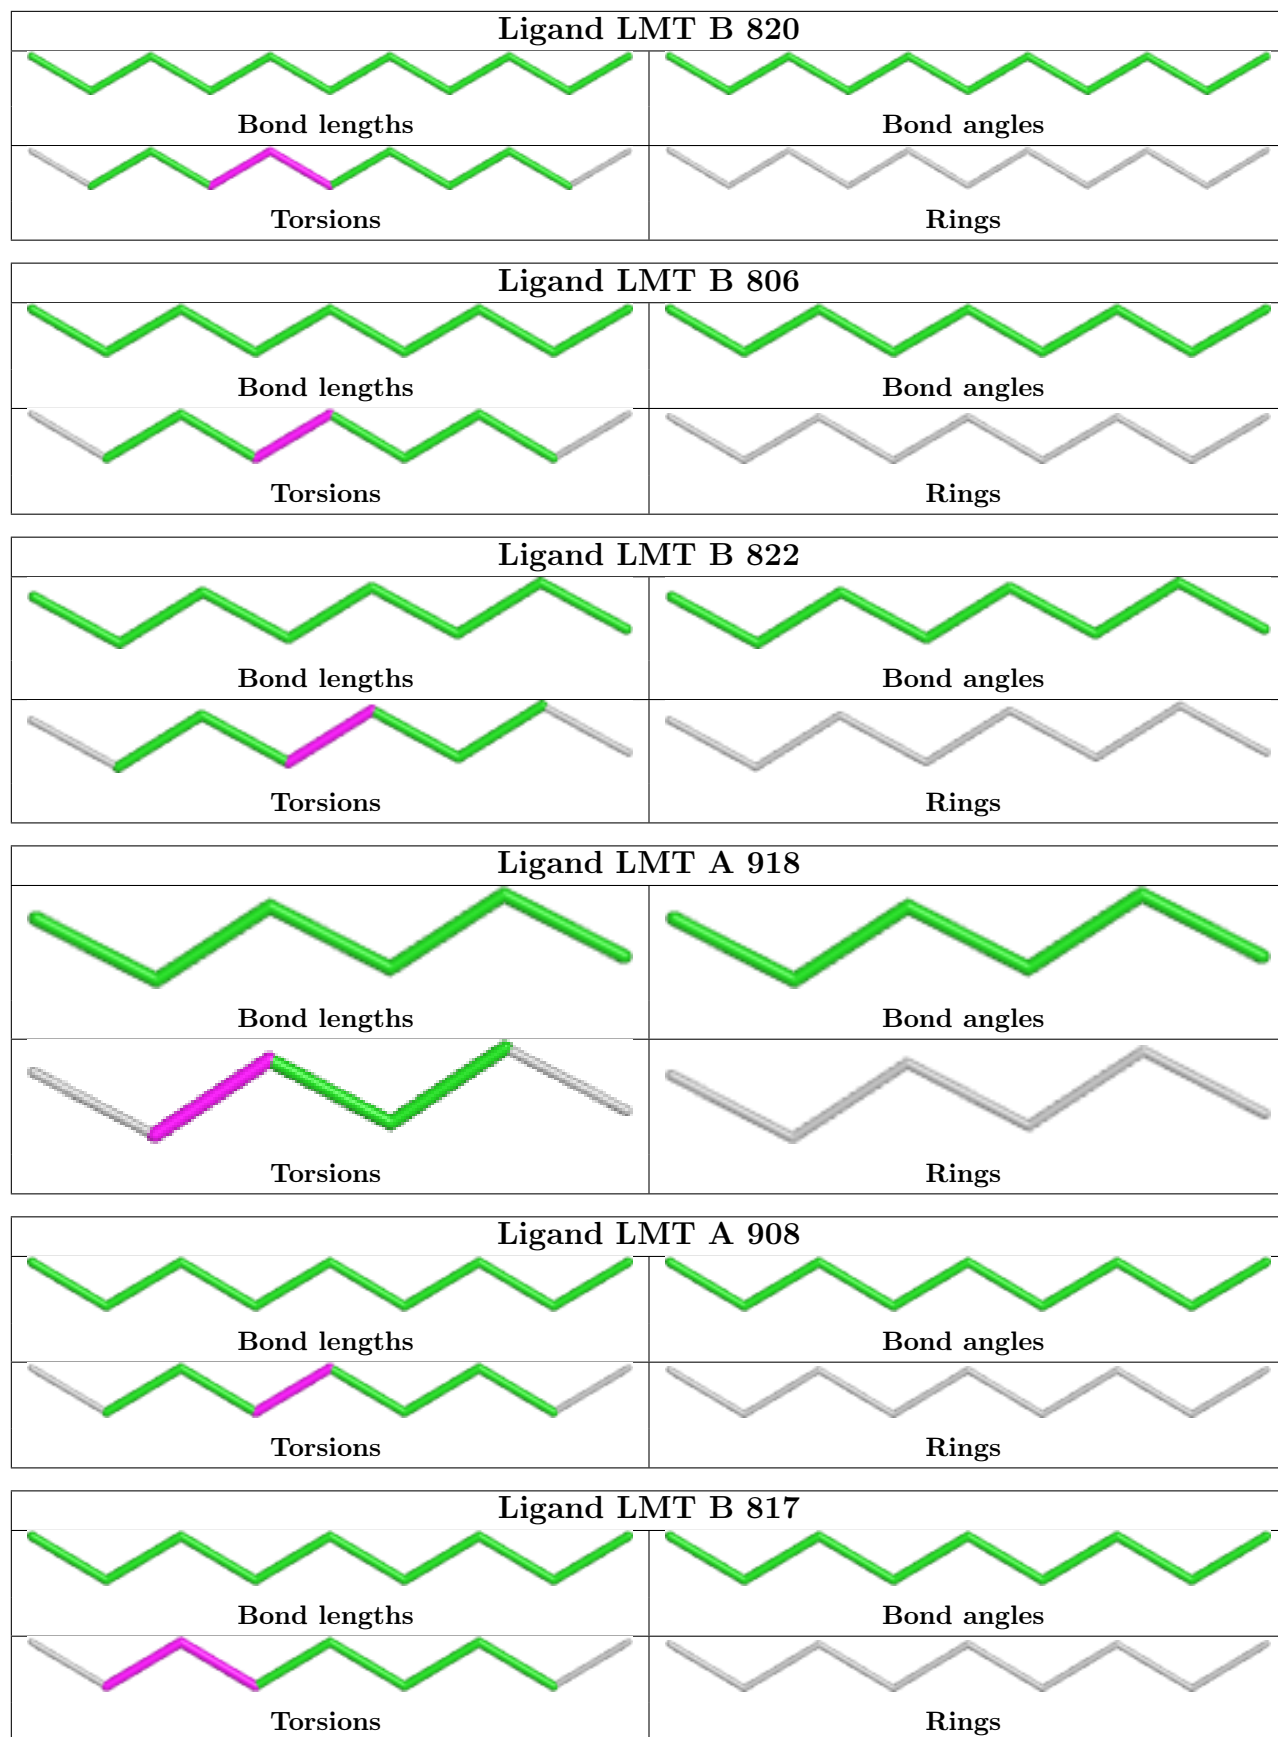 Ligand LMT B 820
Bond lengths Bond angles
Torsions Rings
Ligand LMT B 806
Bond lengths Bond angles
Torsions Rings
Ligand LMT B 822
Bond lengths Bond angles
Torsions Rings
Ligand LMT A 918
Bond lengths Bond angles
Torsions Rings
Ligand LMT A 908
Bond lengths Bond angles
Torsions Rings
Ligand LMT B 817
Bond lengths Bond angles
Torsions Rings